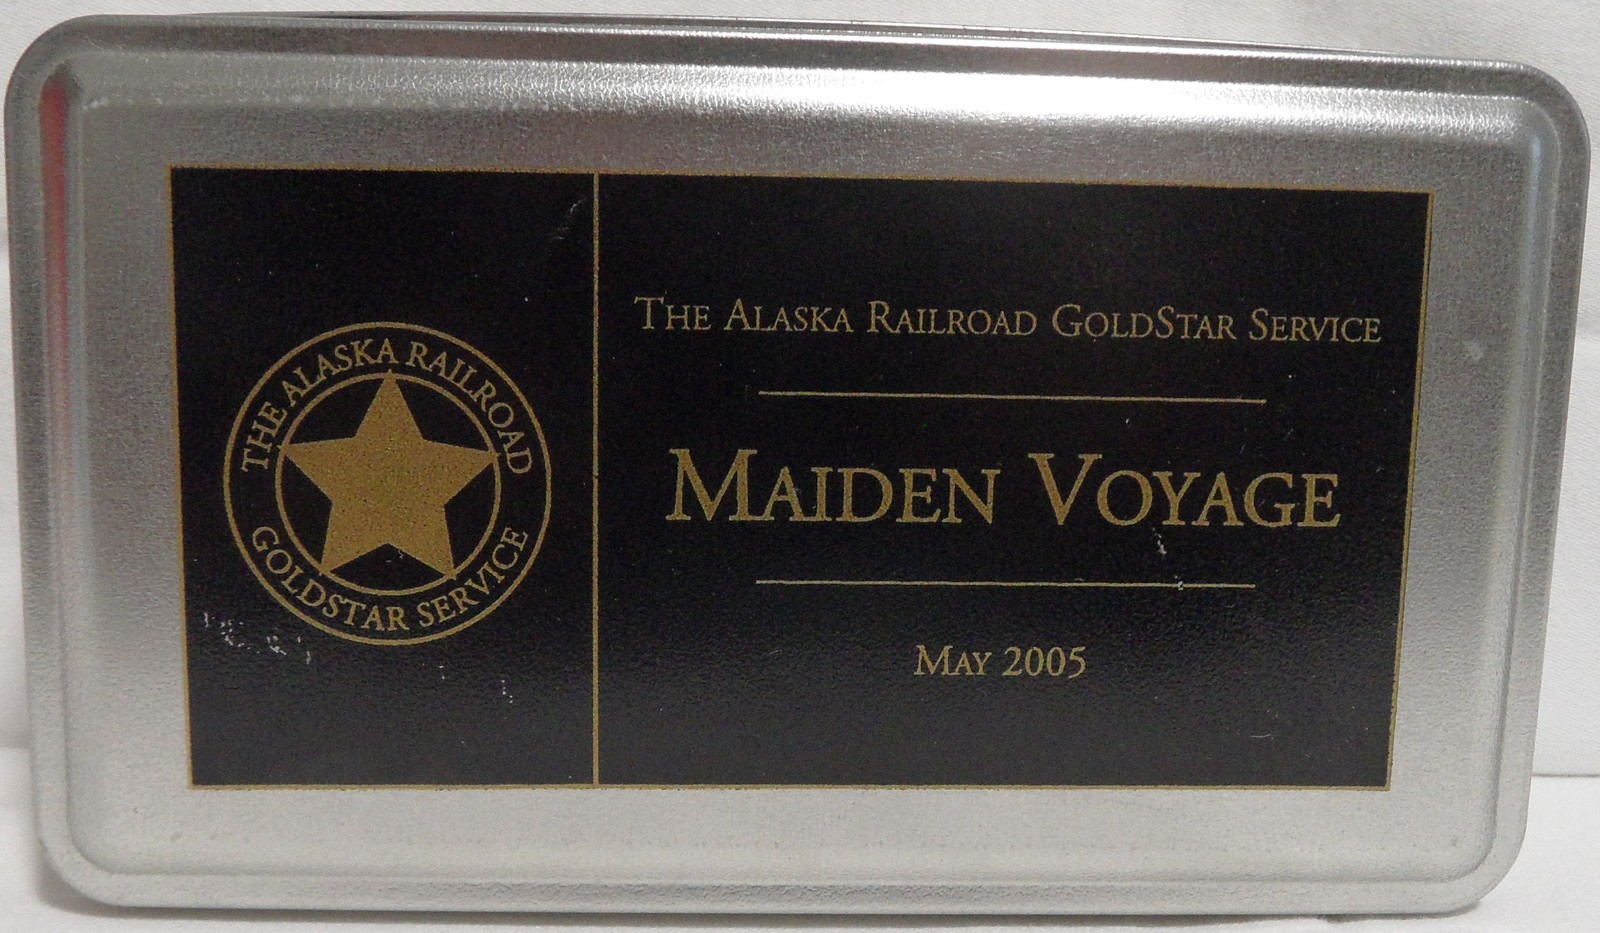 THE ALASKA RAILROAD
GOLDSTAR SERVICE
THE ALASKA RAILROAD GOLDSTAR SERVICE
MAIDEN VOYAGE
MAY 2005